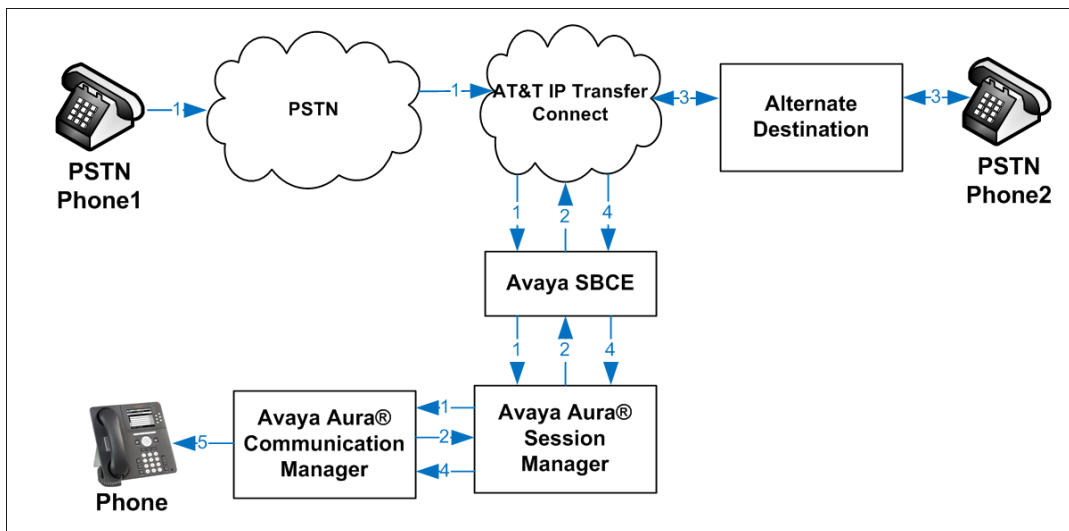 1
PSTN
1
AT&T IP Transfer
Connect
3
Alternate
Destination
3
PSTN
Phone1
PSTN
Phone2
1
2
4
Avaya SBCE
1
2
4
Avaya Aura®
Communication
Manager
1
2
4
Avaya Aura®
Session
Manager
5
Phone